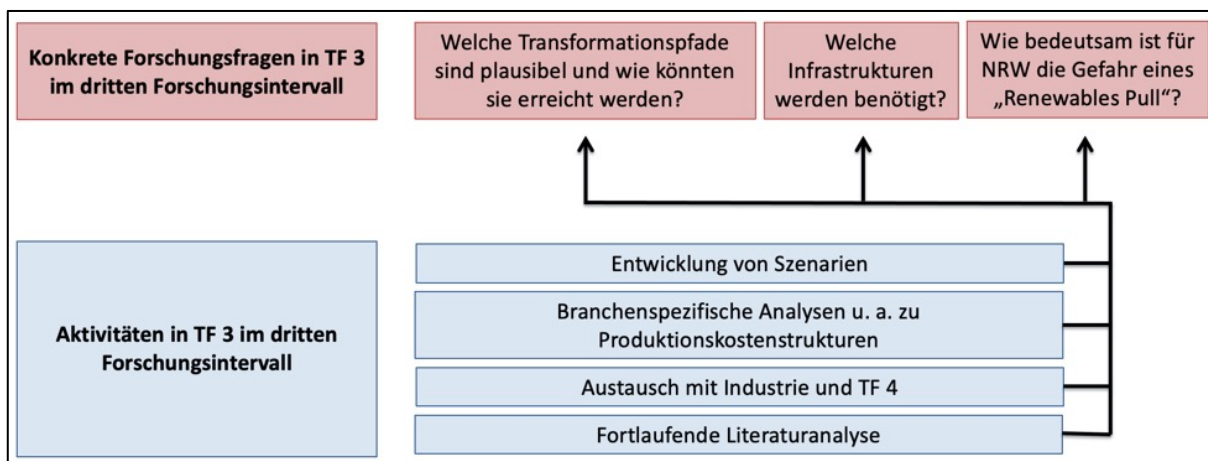 Konkrete Forschungsfragen in TF 3
im dritten Forschungsintervall
Welche Transformationspfade
sind plausibel und wie könnten
sie erreicht werden?
Welche
Infrastrukturen
werden benötigt?
Wie bedeutsam ist für
NRW die Gefahr eines
„Renewables Pull“?
Aktivitäten in TF 3 im dritten
Forschungsintervall
Entwicklung von Szenarien
Branchenspezifische Analysen u. a. zu
Produktionskostenstrukturen
Austausch mit Industrie und TF 4
Fortlaufende Literaturanalyse